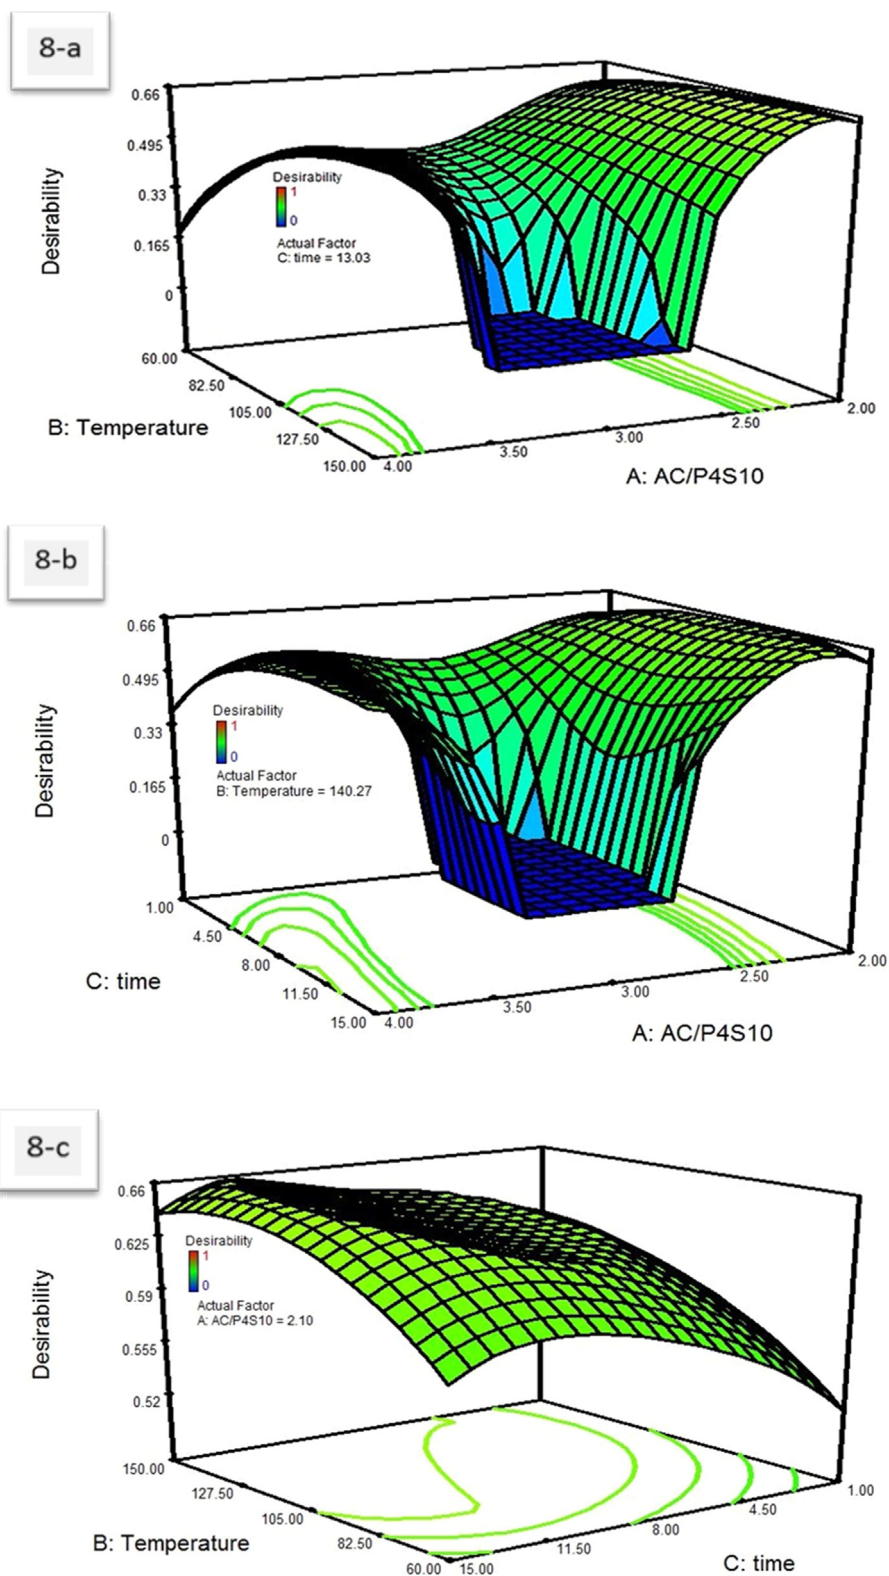 8-a
0.66
0.495
0.33
0.165
0
Desirability
Desirability
1
0
Actual Factor
C: time = 13.03
60.00
82.50
105.00
127.50
150.00
B: Temperature
4.00
3.50
3.00
2.50
2.00
A: AC/P4S10
8-b
0.66
0.495
0.33
0.165
0
Desirability
Desirability
1
0
Actual Factor
B: Temperature = 140.27
1.00
4.50
8.00
11.50
15.00
C: time
4.00
3.50
3.00
2.50
2.00
A: AC/P4S10
8-c
0.66
0.625
0.59
0.555
0.52
Desirability
Desirability
1
0
Actual Factor
A: AC/P4S10 = 2.10
150.00
127.50
105.00
82.50
60.00
B: Temperature
15.00
11.50
8.00
4.50
1.00
C: time